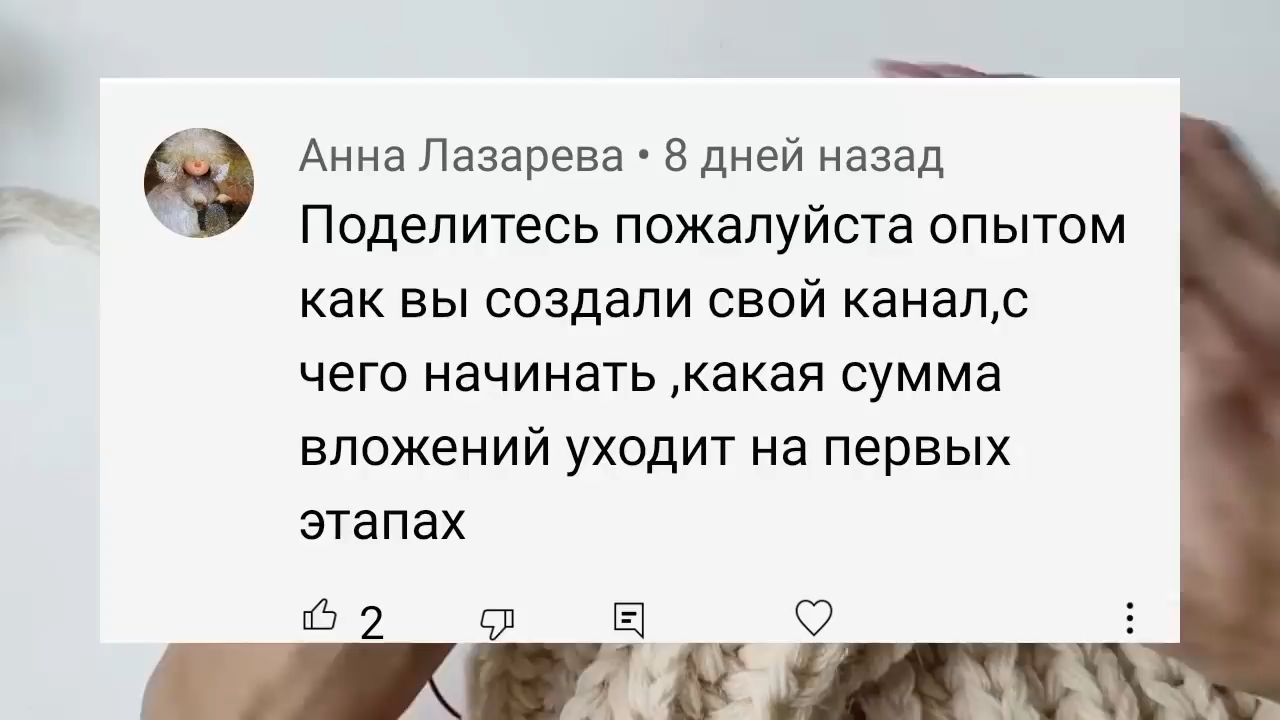 Анна Лазарева • 8 дней назад
Поделитесь пожалуйста опытом
как вы создали свой канал,с
чего начинать ,какая сумма
вложений уходит на первых
этапах
2